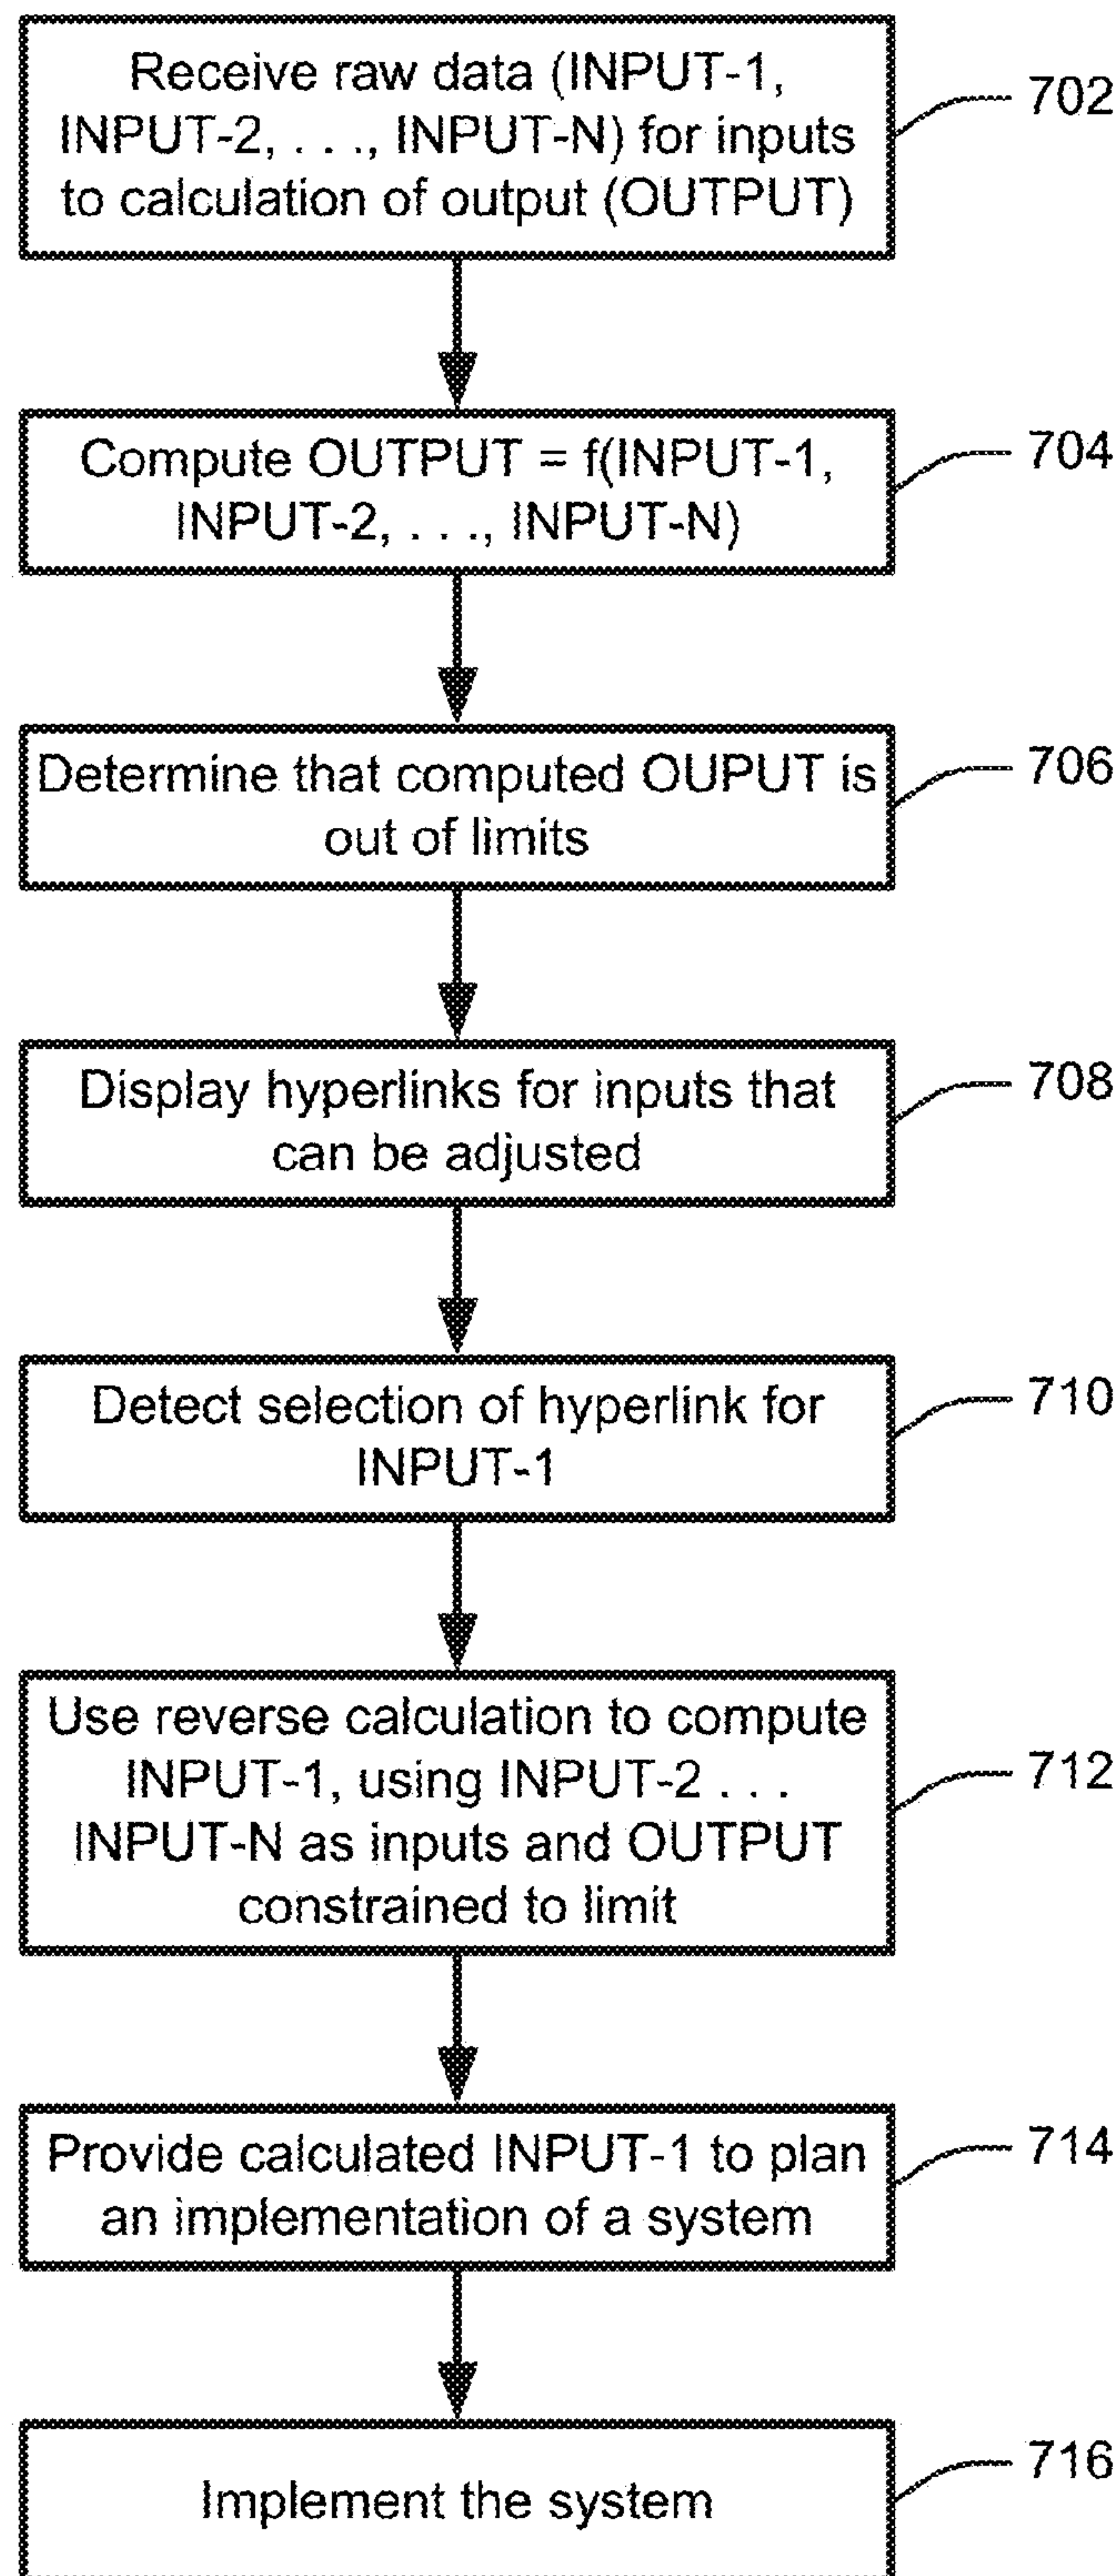 Receive raw data (INPUT-1,
INPUT-2, . . ., INPUT-N) for inputs
to calculation of output (OUTPUT)
702
Compute OUTPUT = f(INPUT-1,
INPUT-2, . . ., INPUT-N)
704
Determine that computed OUPUT is
out of limits
706
Display hyperlinks for inputs that
can be adjusted
708
Detect selection of hyperlink for
INPUT-1
710
Use reverse calculation to compute
INPUT-1, using INPUT-2 . . .
INPUT-N as inputs and OUTPUT
constrained to limit
712
Provide calculated INPUT-1 to plan
an implementation of a system
714
Implement the system
716